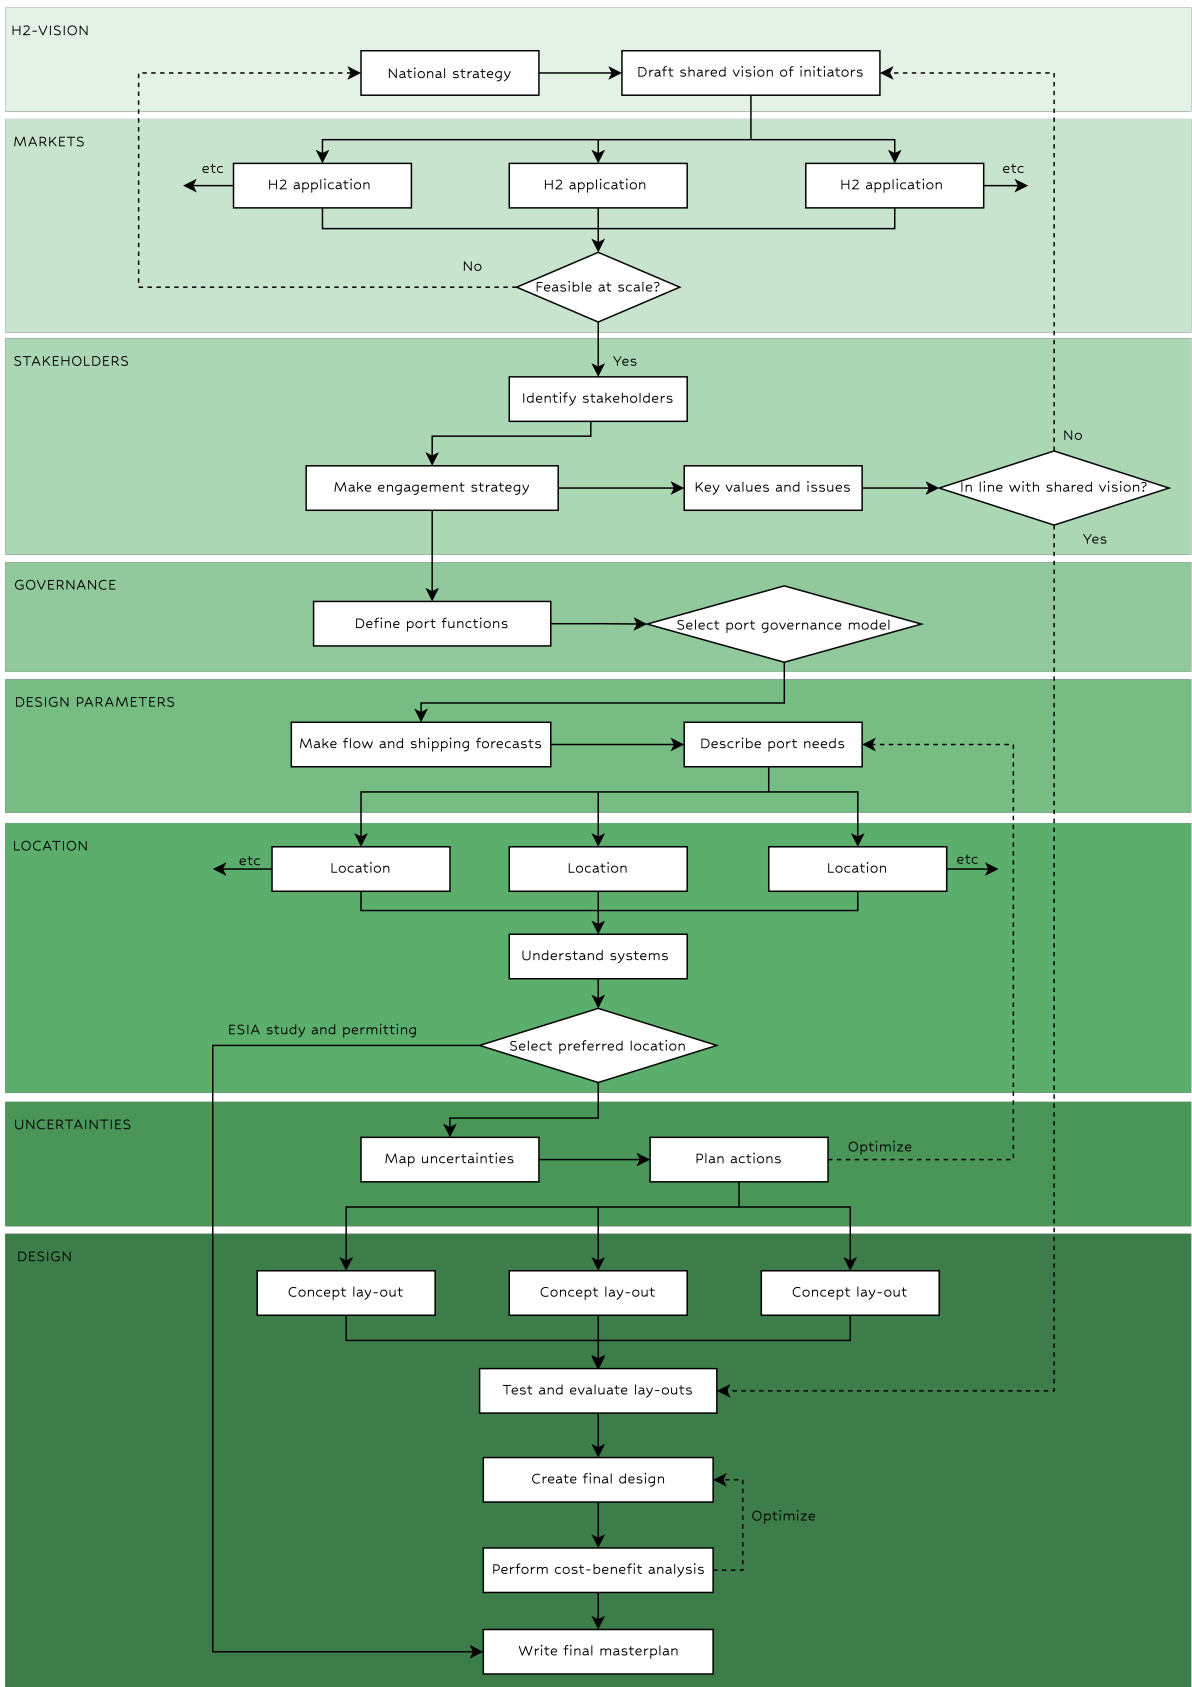 H2-VISION
National strategy
Draft shared vision of initiators
MARKETS
etc
H2 application
H2 application
H2 application
etc
No
Feasible at scale?
STAKEHOLDERS
Yes
Identify stakeholders
No
Make engagement strategy
Key values and issues
In line with shared vision?
Yes
GOVERNANCE
Define port functions
Select port governance model
DESIGN PARAMETERS
Make flow and shipping forecasts
Describe port needs
LOCATION
etc
Location
Location
Location
etc
Understand systems
ESIA study and permitting
Select preferred location
UNCERTAINTIES
Map uncertainties
Plan actions
Optimize
DESIGN
Concept lay-out
Concept lay-out
Concept lay-out
Test and evaluate lay-outs
Create final design
Optimize
Perform cost-benefit analysis
Write final masterplan